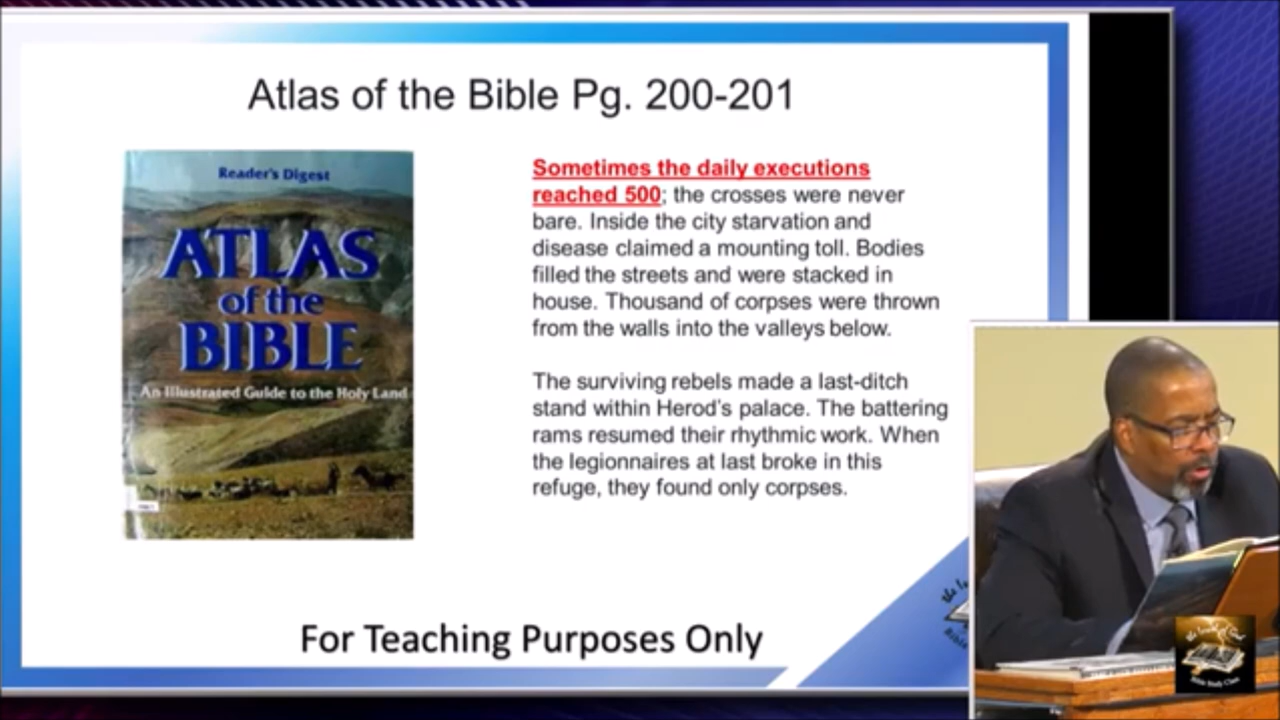 Atlas of the Bible Pg. 200-201
Reader's Digest
ATLAS
of the
BIBLE
An Illustrated Guide to the Holy Land
Sometimes the daily executions
reached 500; the crosses were never
bare. Inside the city starvation and
disease claimed a mounting toll. Bodies
filled the streets and were stacked in
house. Thousand of corpses were thrown
from the walls into the valleys below.
The surviving rebels made a last-ditch
stand within Herod's palace. The battering
rams resumed their rhythmic work. When
the legionnaires at last broke in this
refuge, they found only corpses.
For Teaching Purposes Only
Bible Study Class